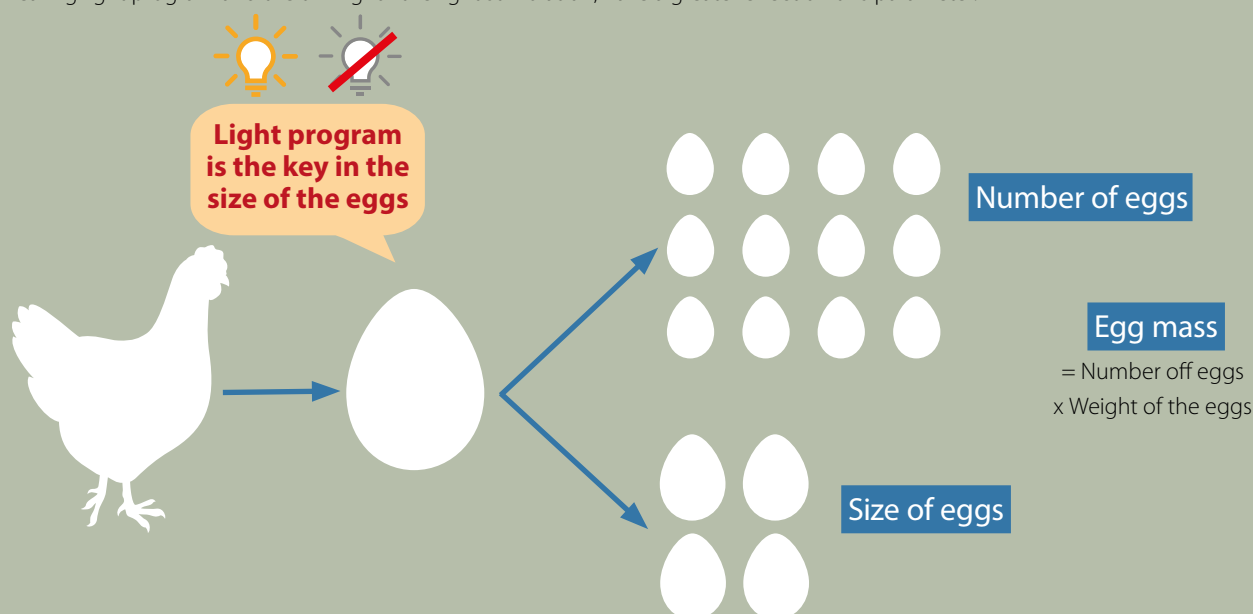 Light program
is the key in the
size of the eggs
Number of eggs
Egg mass
= Number off eggs
x Weight of the eggs
Size of eggs